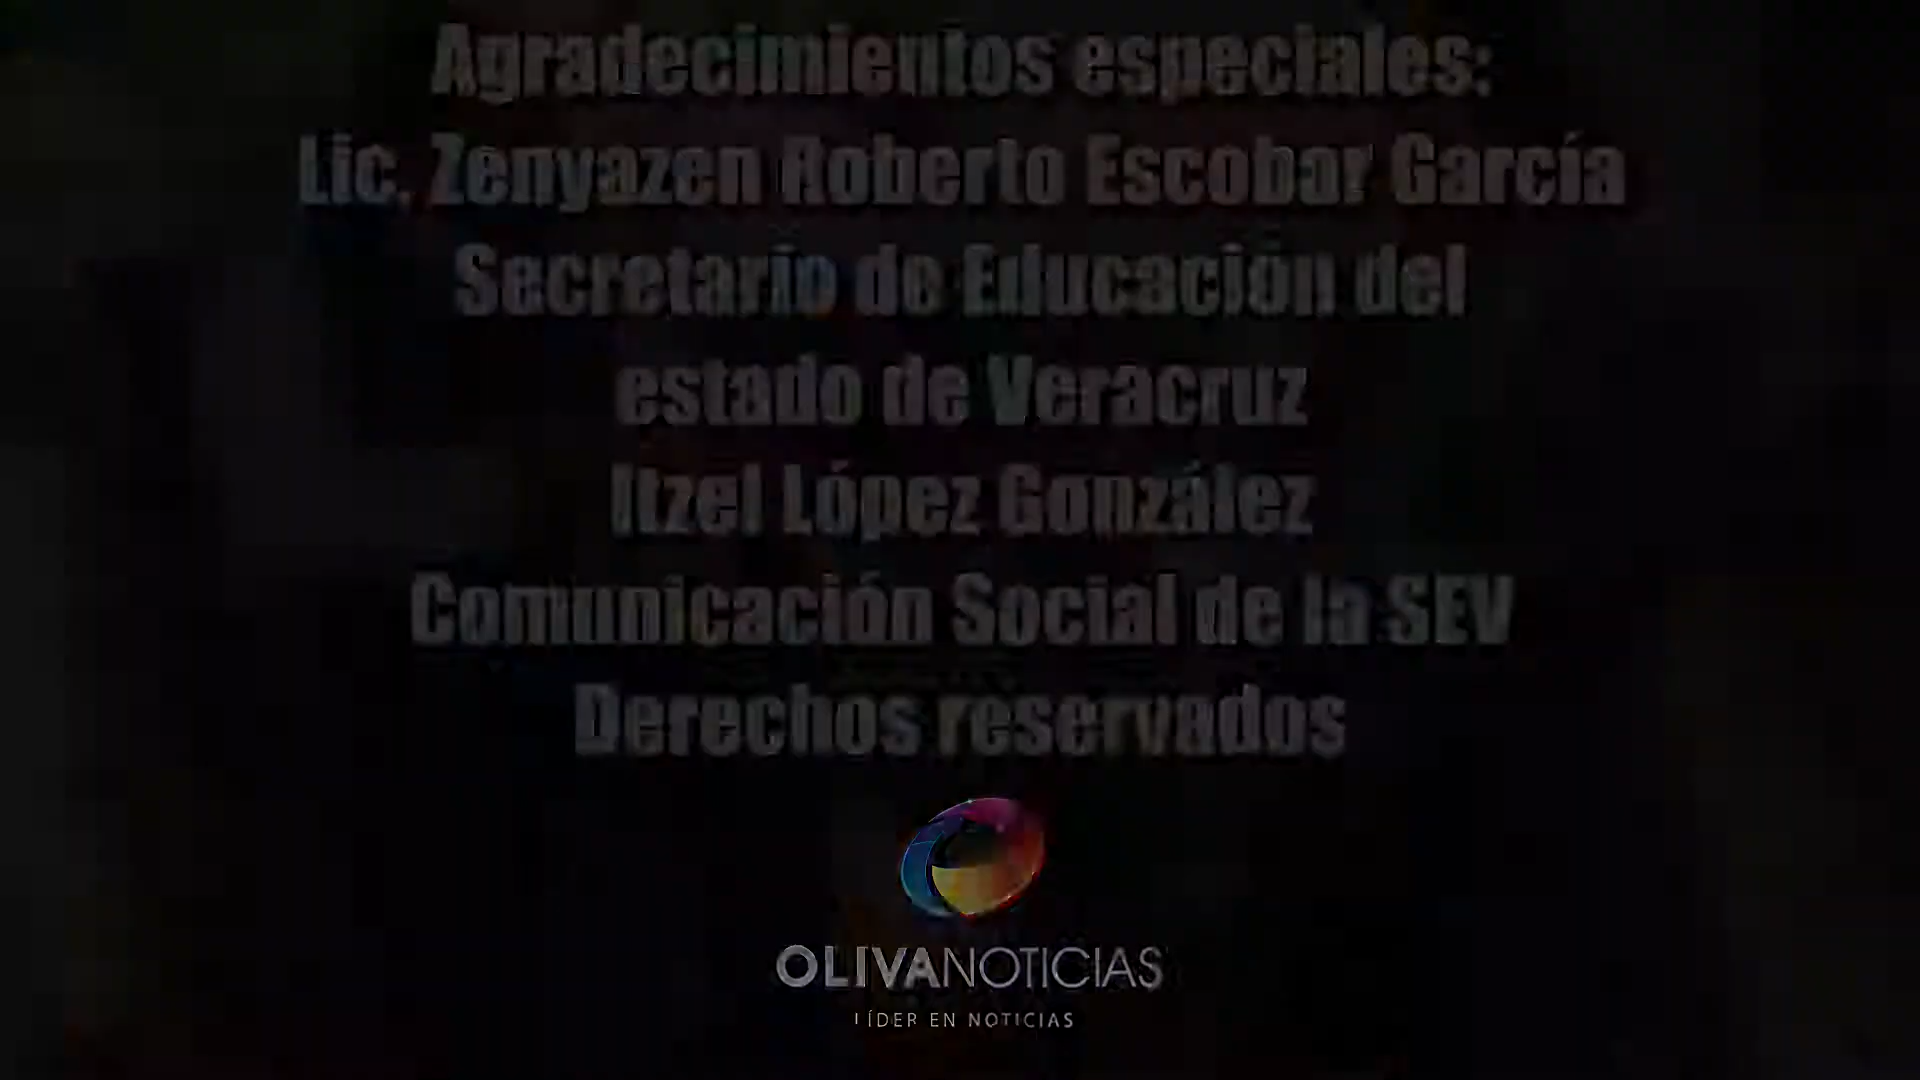 Agradecimientos especiales:
Lic. Zenyazen Roberto Escobar García
Secretario de Educación del
estado de Veracruz
Itzel López González
Comunicación Social de la SEV
Derechos reservados
OLIVANOTICIAS
LÍDER EN NOTICIAS